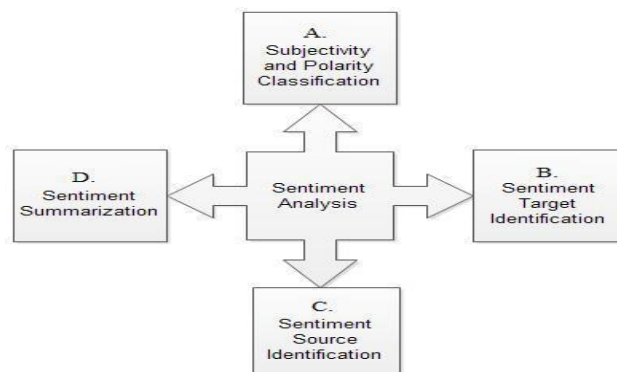 A.
Subjectivity
and Polarity
Classification
D.
Sentiment
Summarization
Sentiment
Analysis
B.
Sentiment
Target
Identification
C.
Sentiment
Source
Identification